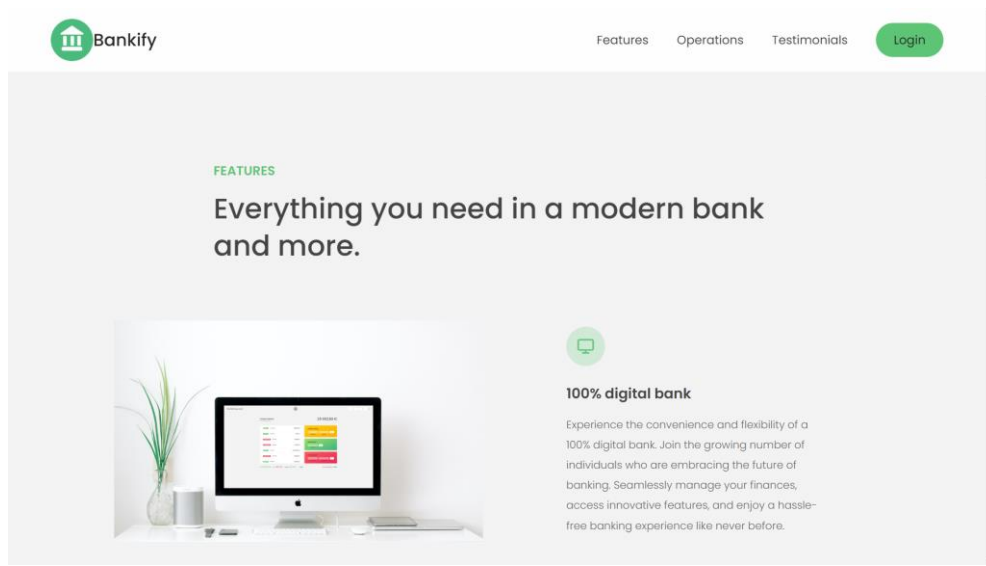 Bankify
Features
Operations
Testimonials
Login
FEATURES
Everything you need in a modern bank
and more.
100% digital bank
Experience the convenience and flexibility of a
100% digital bank. Join the growing number of
individuals who are embracing the future of
banking. Seamlessly manage your finances,
access innovative features, and enjoy a hassle-
free banking experience like never before.